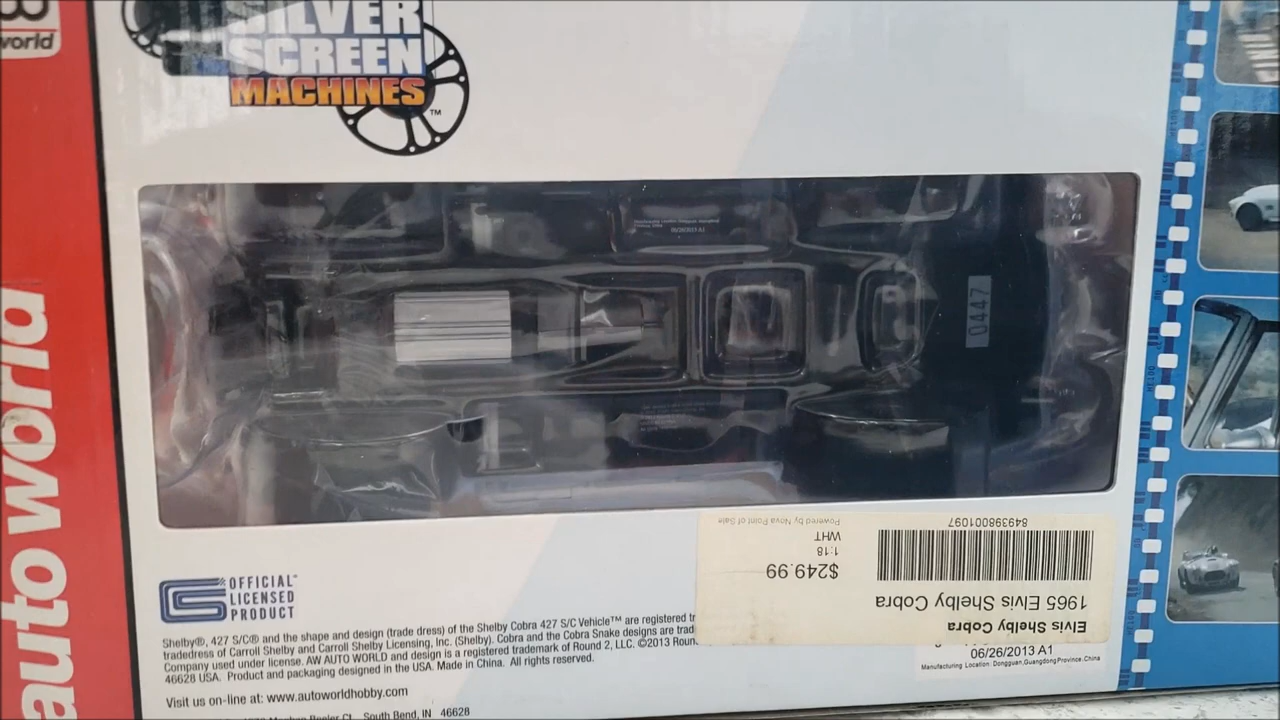 world
SILVER
SCREEN
MACHINES™
auto world
0447
OFFICIAL™
LICENSED
PRODUCT
Shelby®, 427 S/C® and the shape and design (trade dress) of the Shelby Cobra 427 S/C Vehicle™ are registered tr
tradedress of Carroll Shelby and Carroll Shelby Licensing, Inc. (Shelby). Cobra and the Cobra Snake designs are trad
Company used under license. AW AUTO WORLD and design is a registered trademark of Round 2, LLC. ©2013 Roun
46628 USA. Product and packaging designed in the USA. Made in China. All rights reserved.
Visit us on-line at: www.autoworldhobby.com
South Bend, IN 46628
Elvis Shelby Cobra
1965 Elvis Shelby Cobra
849398001097
$249.99
1:18
WHT
Powered by Nova Point of Sale
06/26/2013 A1
Manufacturing Location: Dongguan,Guangdong Province.China